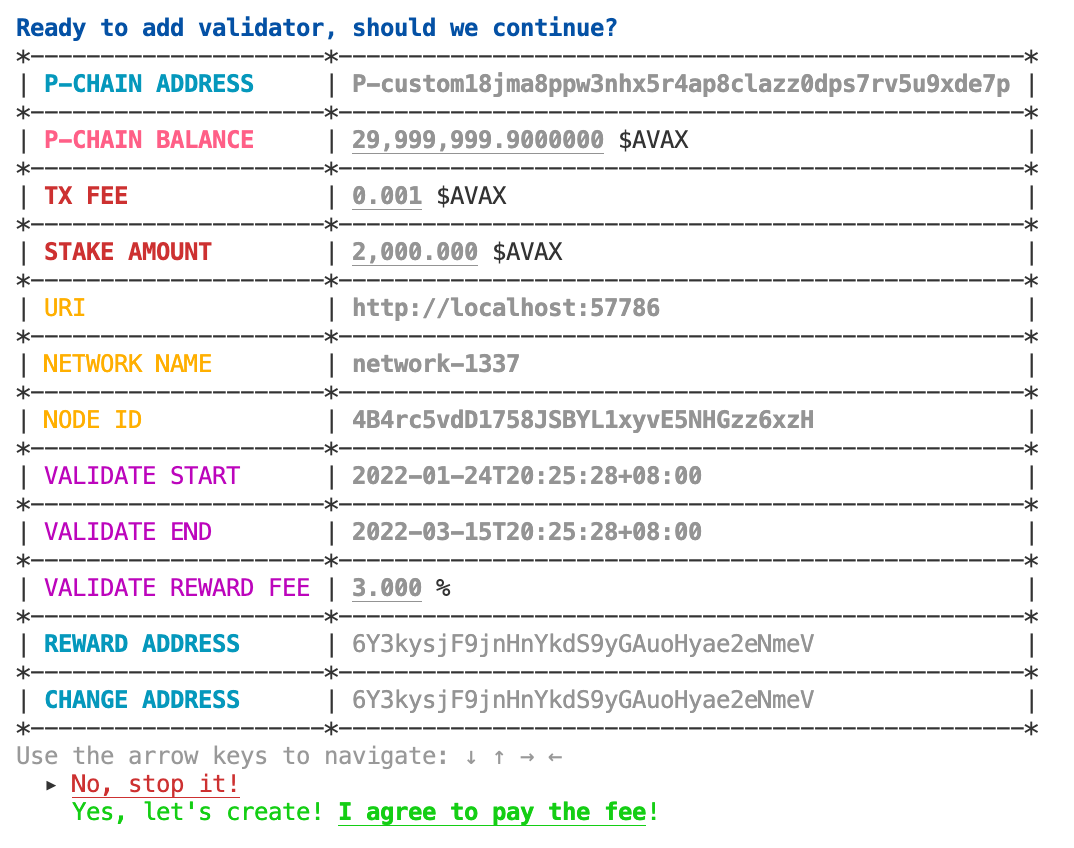 Ready to add validator, should we continue?
*----------------------*-------------------------------------------------*
| P-CHAIN ADDRESS | P-custom18jma8ppw3nhx5r4ap8clazz0dps7rv5u9xde7p |
*----------------------*-------------------------------------------------*
| P-CHAIN BALANCE | 29,999,999.9000000 $AVAX |
*----------------------*-------------------------------------------------*
| TX FEE | 0.001 $AVAX |
*----------------------*-------------------------------------------------*
| STAKE AMOUNT | 2,000.000 $AVAX |
*----------------------*-------------------------------------------------*
| URI | http://localhost:57786 |
*----------------------*-------------------------------------------------*
| NETWORK NAME | network-1337 |
*----------------------*-------------------------------------------------*
| NODE ID | 4B4rc5vdD1758JSBYL1xyvE5NHGzz6xzH |
*----------------------*-------------------------------------------------*
| VALIDATE START | 2022-01-24T20:25:28+08:00 |
*----------------------*-------------------------------------------------*
| VALIDATE END | 2022-03-15T20:25:28+08:00 |
*----------------------*-------------------------------------------------*
| VALIDATE REWARD FEE | 3.000 % |
*----------------------*-------------------------------------------------*
| REWARD ADDRESS | 6Y3kysjF9jnHnYkdS9yGAuoHyae2eNmeV |
*----------------------*-------------------------------------------------*
| CHANGE ADDRESS | 6Y3kysjF9jnHnYkdS9yGAuoHyae2eNmeV |
*----------------------*-------------------------------------------------*
Use the arrow keys to navigate: ↓ ↑ → ←
▸ No, stop it!
Yes, let's create! I agree to pay the fee!